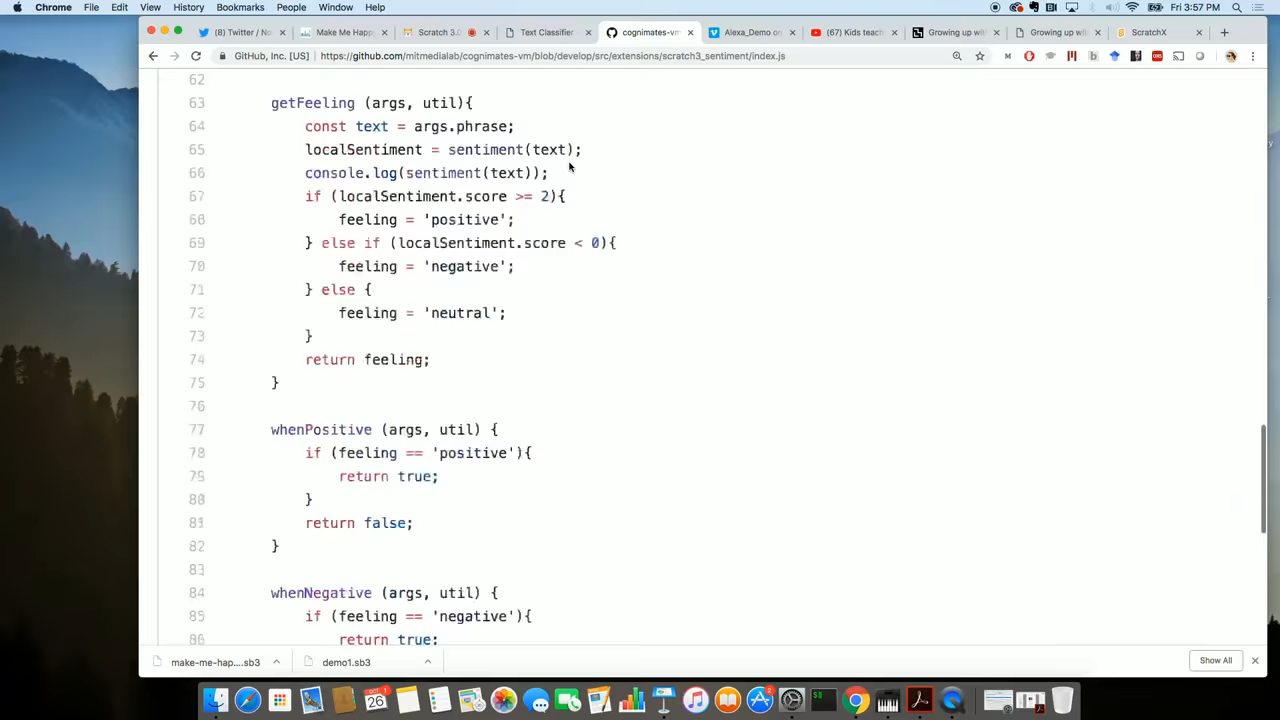 Chrome File Edit View History Bookmarks People Window Help Fri 3:57 PM
(8) Twitter / No Make Me Happ Scratch 3.0 Text Classifier cognimates-vm Alexa_Demo on (67) Kids teach Growing up with Growing up wi ScratchX
GitHub, Inc. [US] https://github.com/mitmedialab/cognimates-vm/blob/develop/src/extensions/scratch3_sentiment/index.js
62
63 getFeeling (args, util){
64 const text = args.phrase;
65 localSentiment = sentiment(text);
66 console.log(sentiment(text));
67 if (localSentiment.score >= 2){
68 feeling = 'positive';
69 } else if (localSentiment.score < 0){
70 feeling = 'negative';
71 } else {
72 feeling = 'neutral';
73 }
74 return feeling;
75 }
76
77 whenPositive (args, util) {
78 if (feeling == 'positive'){
79 return true;
80 }
81 return false;
82 }
83
84 whenNegative (args, util) {
85 if (feeling == 'negative'){
86 return true;
make-me-hap....sb3 demo1.sb3 Show All
OCT 26